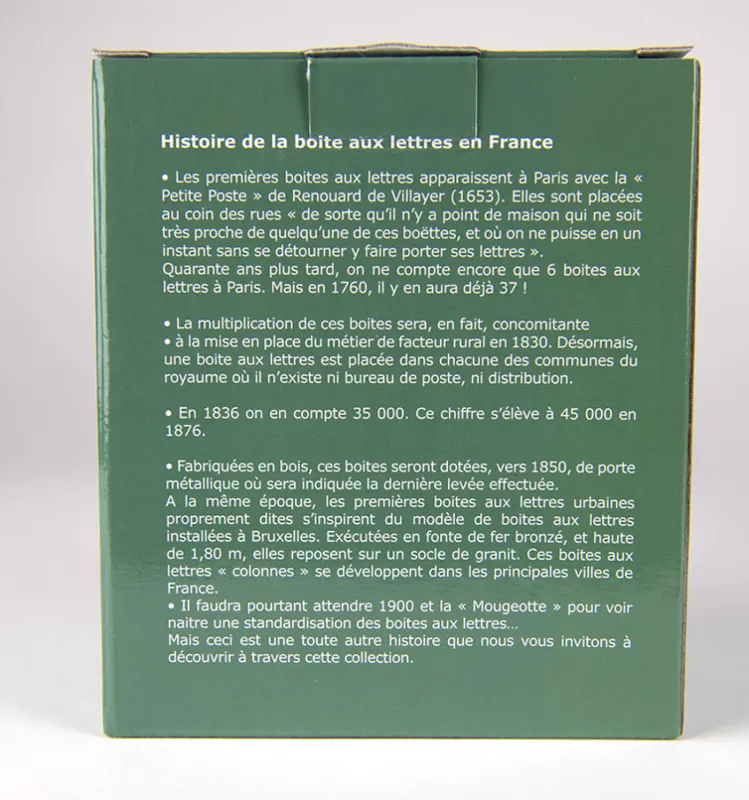 Histoire de la boite aux lettres en France
• Les premières boites aux lettres apparaissent à Paris avec la «
Petite Poste » de Renouard de Villayer (1653). Elles sont placées
au coin des rues « de sorte qu'il n'y a point de maison qui ne soit
très proche de quelqu'une de ces boëttes, et où on ne puisse en un
instant sans se détourner y faire porter ses lettres ».
Quarante ans plus tard, on ne compte encore que 6 boites aux
lettres à Paris. Mais en 1760, il y en aura déjà 37 !
• La multiplication de ces boites sera, en fait, concomitante
• à la mise en place du métier de facteur rural en 1830. Désormais,
une boite aux lettres est placée dans chacune des communes du
royaume où il n'existe ni bureau de poste, ni distribution.
• En 1836 on en compte 35 000. Ce chiffre s'élève à 45 000 en
1876.
• Fabriquées en bois, ces boites seront dotées, vers 1850, de porte
métallique où sera indiquée la dernière levée effectuée.
A la même époque, les premières boites aux lettres urbaines
proprement dites s'inspirent du modèle de boites aux lettres
installées à Bruxelles. Exécutées en fonte de fer bronzé, et haute
de 1,80 m, elles reposent sur un socle de granit. Ces boites aux
lettres « colonnes » se développent dans les principales villes de
France.
• Il faudra pourtant attendre 1900 et la « Mougeotte » pour voir
naitre une standardisation des boites aux lettres...
Mais ceci est une toute autre histoire que nous vous invitons à
découvrir à travers cette collection.